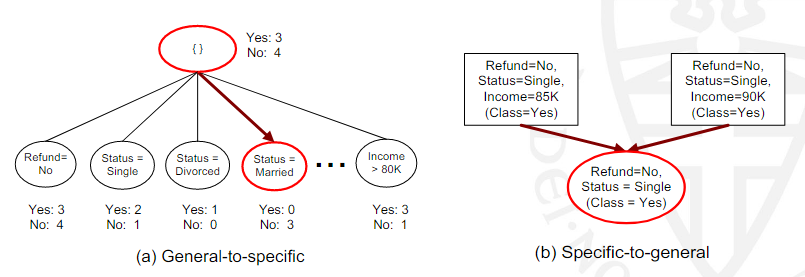 { }
Yes: 3
No: 4
Refund=
No
Status =
Single
Status =
Divorced
Status =
Married
...
Income
> 80K
Yes: 3
No: 4
Yes: 2
No: 1
Yes: 1
No: 0
Yes: 0
No: 3
Yes: 3
No: 1
(a) General-to-specific
Refund=No,
Status=Single,
Income=85K
(Class=Yes)
Refund=No,
Status=Single,
Income=90K
(Class=Yes)
Refund=No,
Status = Single
(Class = Yes)
(b) Specific-to-general